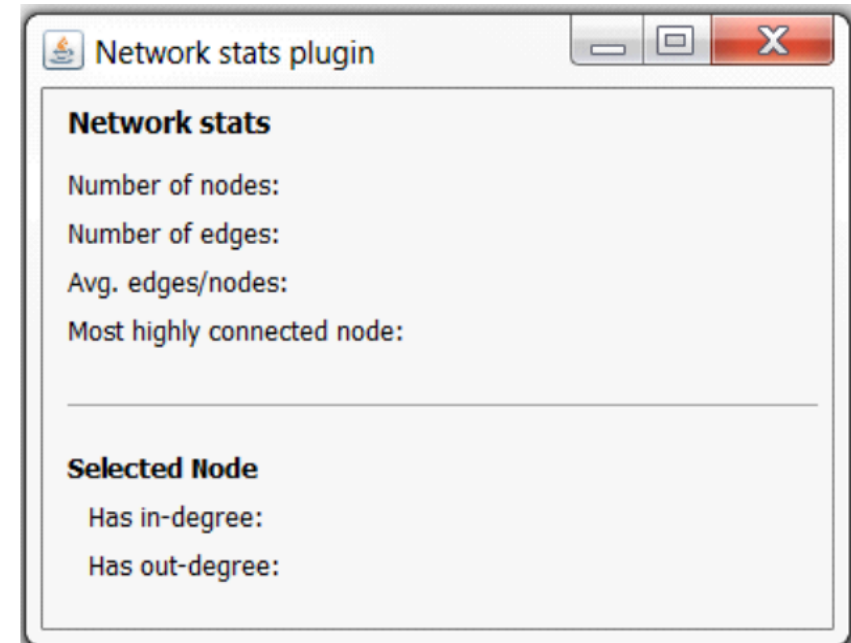 Network stats plugin
Network stats
Number of nodes:
Number of edges:
Avg. edges/nodes:
Most highly connected node:
Selected Node
Has in-degree:
Has out-degree: